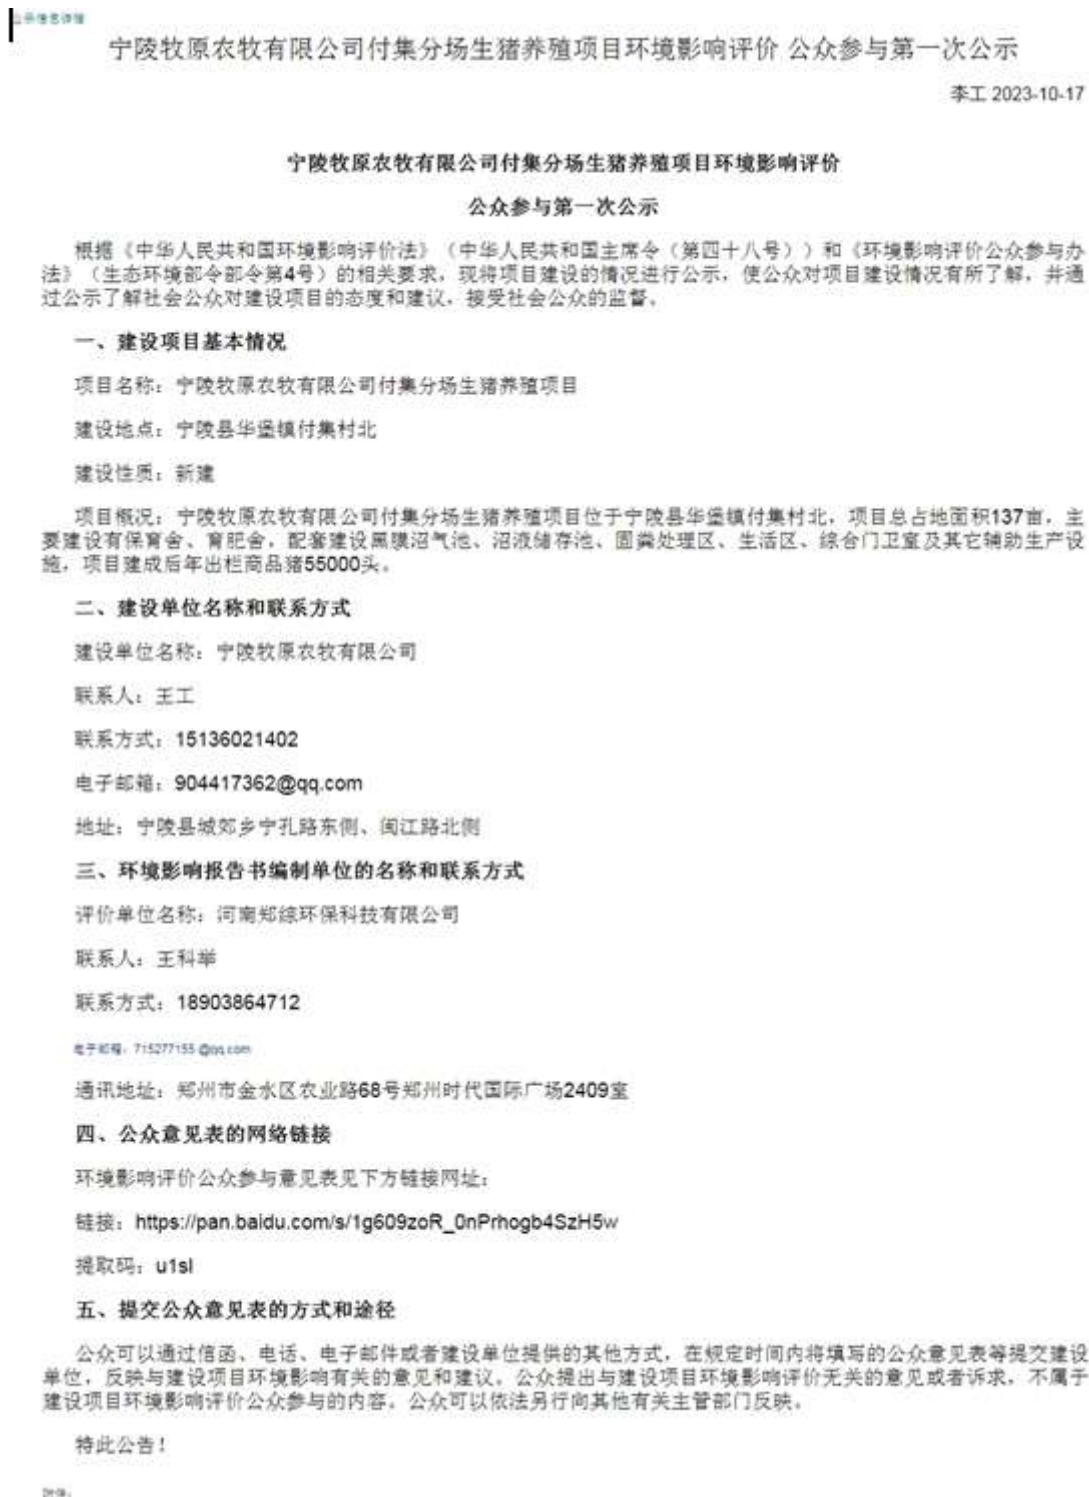 公示信息详情
宁陵牧原农牧有限公司付集分场生猪养殖项目环境影响评价 公众参与第一次公示
李工 2023-10-17
宁陵牧原农牧有限公司付集分场生猪养殖项目环境影响评价
公众参与第一次公示
根据《中华人民共和国环境影响评价法》（中华人民共和国主席令（第四十八号））和《环境影响评价公众参与办
法》（生态环境部令部令第4号）的相关要求，现将项目建设的情况进行公示，使公众对项目建设情况有所了解，并通
过公示了解社会公众对建设项目的态度和建议，接受社会公众的监督。
一、建设项目基本情况
项目名称：宁陵牧原农牧有限公司付集分场生猪养殖项目
建设地点：宁陵县华堡镇付集村北
建设性质：新建
项目概况：宁陵牧原农牧有限公司付集分场生猪养殖项目位于宁陵县华堡镇付集村北，项目总占地面积137亩，主
要建设有保育舍、育肥舍，配套建设黑膜沼气池、沼液储存池、固粪处理区、生活区、综合门卫室及其它辅助生产设
施，项目建成后年出栏商品猪55000头。
二、建设单位名称和联系方式
建设单位名称：宁陵牧原农牧有限公司
联系人：王工
联系方式：15136021402
电子邮箱：904417362@qq.com
地址：宁陵县城郊乡宁孔路东侧、闽江路北侧
三、环境影响报告书编制单位的名称和联系方式
评价单位名称：河南郑综环保科技有限公司
联系人：王科举
联系方式：18903864712
电子邮箱：715277155@qq.com
通讯地址：郑州市金水区农业路68号郑州时代国际广场2409室
四、公众意见表的网络链接
环境影响评价公众参与意见表见下方链接网址：
链接：https://pan.baidu.com/s/1g609zoR_0nPrhogb4SzH5w
提取码：u1sl
五、提交公众意见表的方式和途径
公众可以通过信函、电话、电子邮件或者建设单位提供的其他方式，在规定时间内将填写的公众意见表等提交建设
单位，反映与建设项目环境影响有关的意见和建议。公众提出与建设项目环境影响评价无关的意见或者诉求，不属于
建设项目环境影响评价公众参与的内容。公众可以依法另行向其他有关主管部门反映。
特此公告！